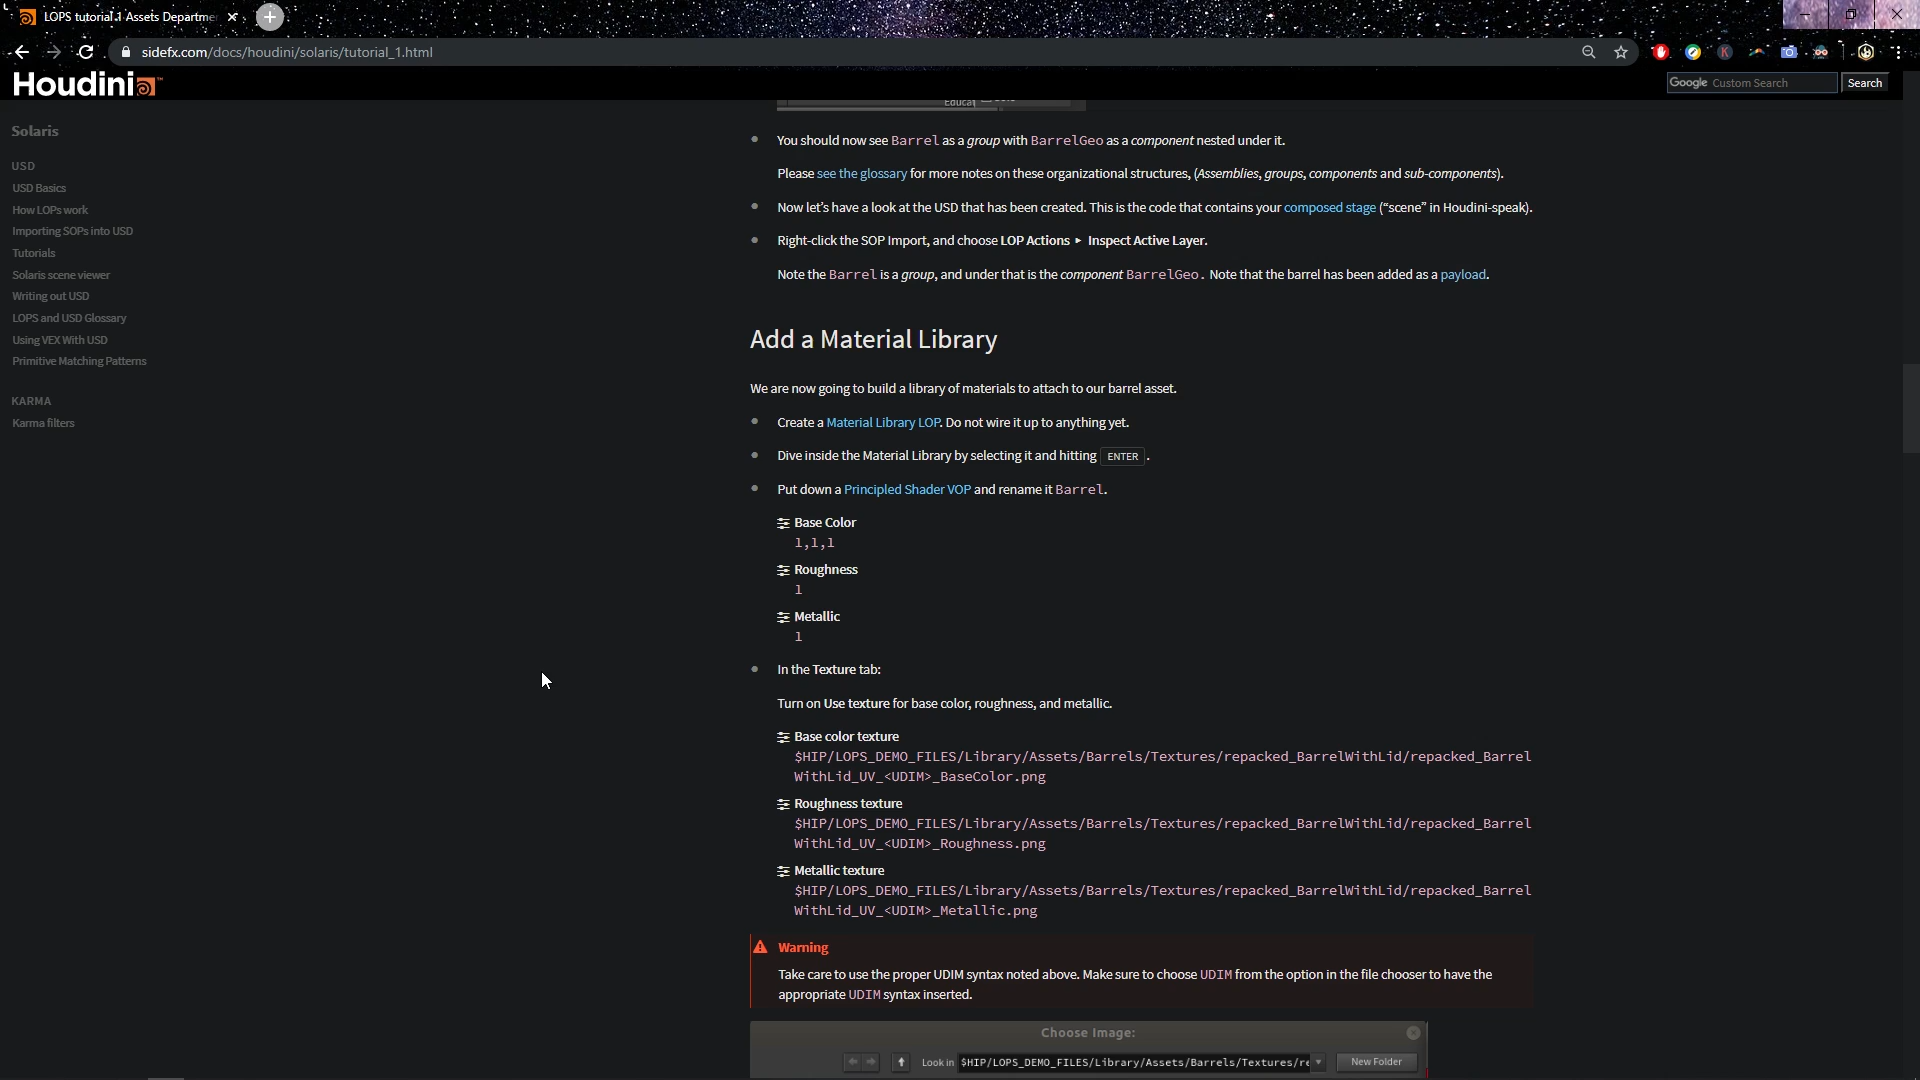 LOPS tutorial 1 Assets Departme
sidefx.com/docs/houdini/solaris/tutorial_1.html
Houdini
Google Custom Search
Search
Solaris
USD
USD Basics
How LOPs work
Importing SOPs into USD
Tutorials
Solaris scene viewer
Writing out USD
LOPS and USD Glossary
Using VEX With USD
Primitive Matching Patterns
KARMA
Karma filters
You should now see Barrel as a group with BarrelGeo as a component nested under it.
Please see the glossary for more notes on these organizational structures, (Assemblies, groups, components and sub-components).
Now let's have a look at the USD that has been created. This is the code that contains your composed stage (“scene” in Houdini-speak).
Right-click the SOP Import, and choose LOP Actions ▸ Inspect Active Layer.
Note the Barrel is a group, and under that is the component BarrelGeo. Note that the barrel has been added as a payload.
Add a Material Library
We are now going to build a library of materials to attach to our barrel asset.
Create a Material Library LOP. Do not wire it up to anything yet.
Dive inside the Material Library by selecting it and hitting ENTER .
Put down a Principled Shader VOP and rename it Barrel.
Base Color
1,1,1
Roughness
1
Metallic
1
In the Texture tab:
Turn on Use texture for base color, roughness, and metallic.
Base color texture
$HIP/LOPS_DEMO_FILES/Library/Assets/Barrels/Textures/repacked_BarrelWithLid/repacked_Barrel
WithLid_UV_<UDIM>_BaseColor.png
Roughness texture
$HIP/LOPS_DEMO_FILES/Library/Assets/Barrels/Textures/repacked_BarrelWithLid/repacked_Barrel
WithLid_UV_<UDIM>_Roughness.png
Metallic texture
$HIP/LOPS_DEMO_FILES/Library/Assets/Barrels/Textures/repacked_BarrelWithLid/repacked_Barrel
WithLid_UV_<UDIM>_Metallic.png
Warning
Take care to use the proper UDIM syntax noted above. Make sure to choose UDIM from the option in the file chooser to have the
appropriate UDIM syntax inserted.
Choose Image:
Look in $HIP/LOPS_DEMO_FILES/Library/Assets/Barrels/Textures/re New Folder